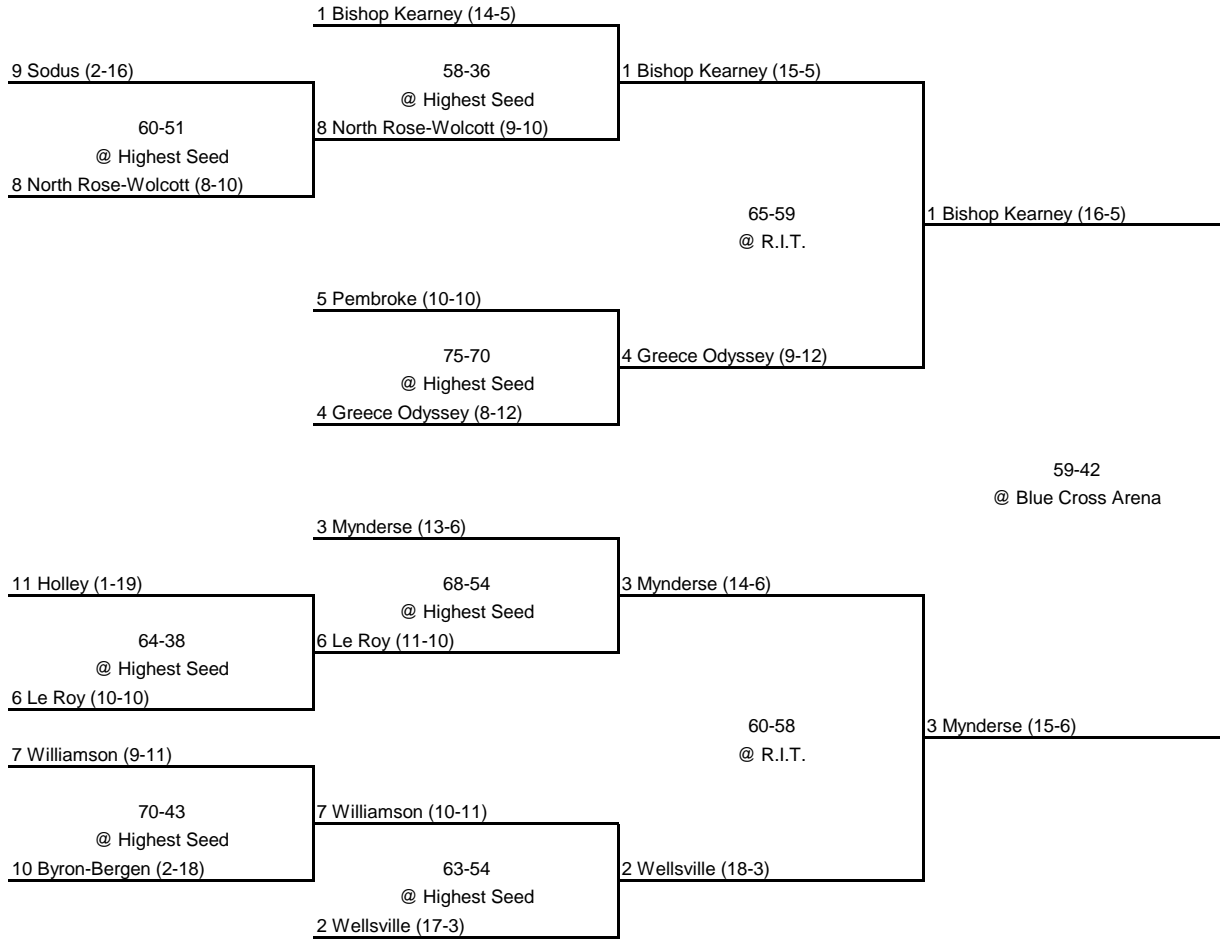 1 Bishop Kearney (14-5)
9 Sodus (2-16)
58-36
@ Highest Seed
1 Bishop Kearney (15-5)
60-51
@ Highest Seed
8 North Rose-Wolcott (9-10)
8 North Rose-Wolcott (8-10)
65-59
@ R.I.T.
1 Bishop Kearney (16-5)
5 Pembroke (10-10)
75-70
@ Highest Seed
4 Greece Odyssey (9-12)
4 Greece Odyssey (8-12)
59-42
@ Blue Cross Arena
3 Mynderse (13-6)
11 Holley (1-19)
68-54
@ Highest Seed
3 Mynderse (14-6)
64-38
@ Highest Seed
6 Le Roy (11-10)
6 Le Roy (10-10)
60-58
@ R.I.T.
3 Mynderse (15-6)
7 Williamson (9-11)
70-43
@ Highest Seed
7 Williamson (10-11)
10 Byron-Bergen (2-18)
63-54
@ Highest Seed
2 Wellsville (18-3)
2 Wellsville (17-3)